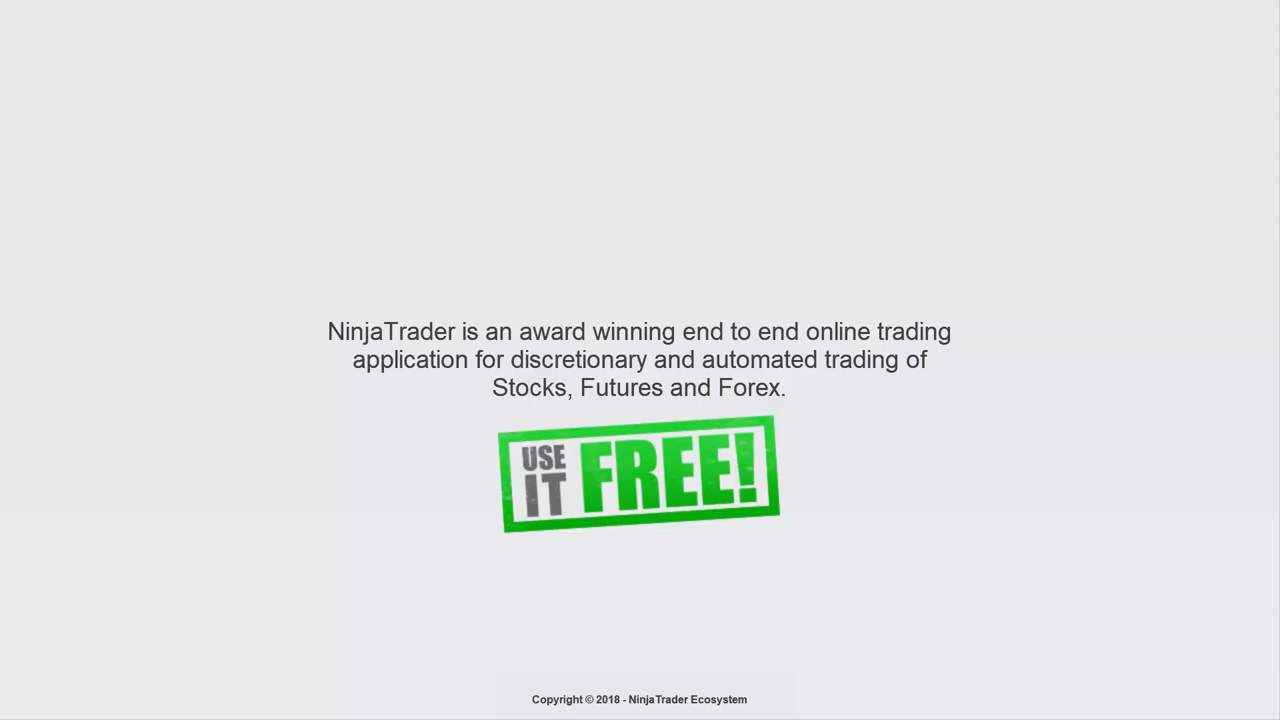 NinjaTrader is an award winning end to end online trading
application for discretionary and automated trading of
Stocks, Futures and Forex.
USE IT FREE!
Copyright © 2018 - NinjaTrader Ecosystem